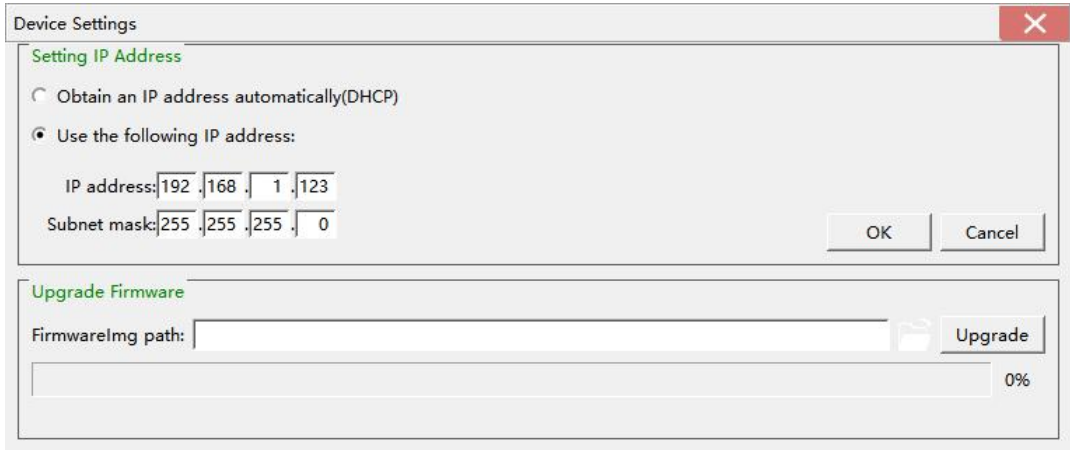 Device Settings
Setting IP Address
Obtain an IP address automatically(DHCP)
Use the following IP address:
IP address: 192 . 168 . 1 . 123
Subnet mask: 255 . 255 . 255 . 0
OK Cancel
Upgrade Firmware
FirmwareImg path: Upgrade
0%